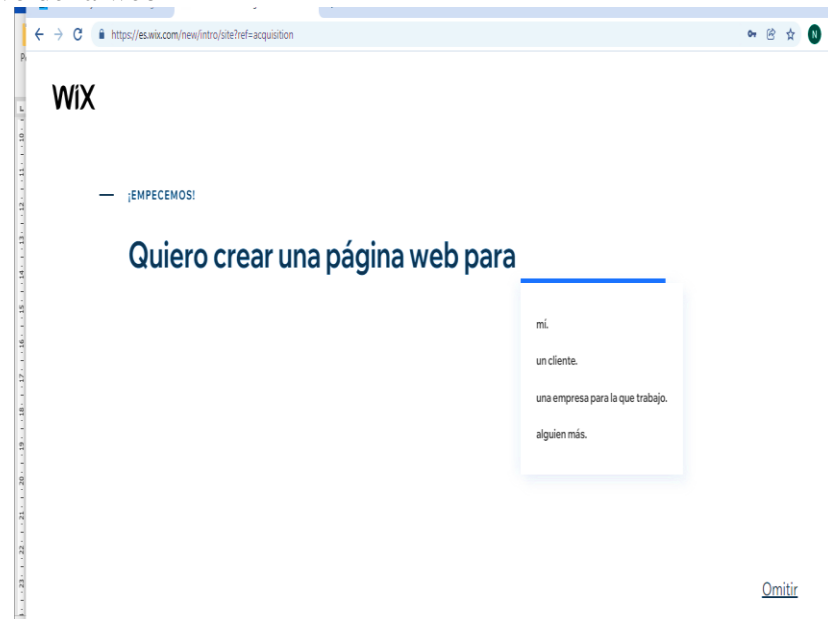 https://es.wix.com/new/intro/site?ref=acquisition
N
WiX
¡EMPECEMOS!
Quiero crear una página web para
mí.
un cliente.
una empresa para la que trabajo.
alguien más.
Omitir